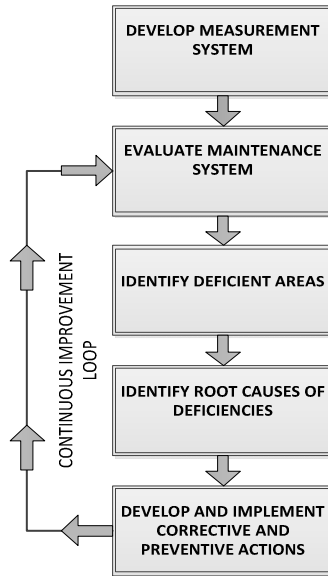 DEVELOP MEASUREMENT
SYSTEM
EVALUATE MAINTENANCE
SYSTEM
IDENTIFY DEFICIENT AREAS
IDENTIFY ROOT CAUSES OF
DEFICIENCIES
DEVELOP AND IMPLEMENT
CORRECTIVE AND
PREVENTIVE ACTIONS
CONTINUOUS IMPROVEMENT
LOOP